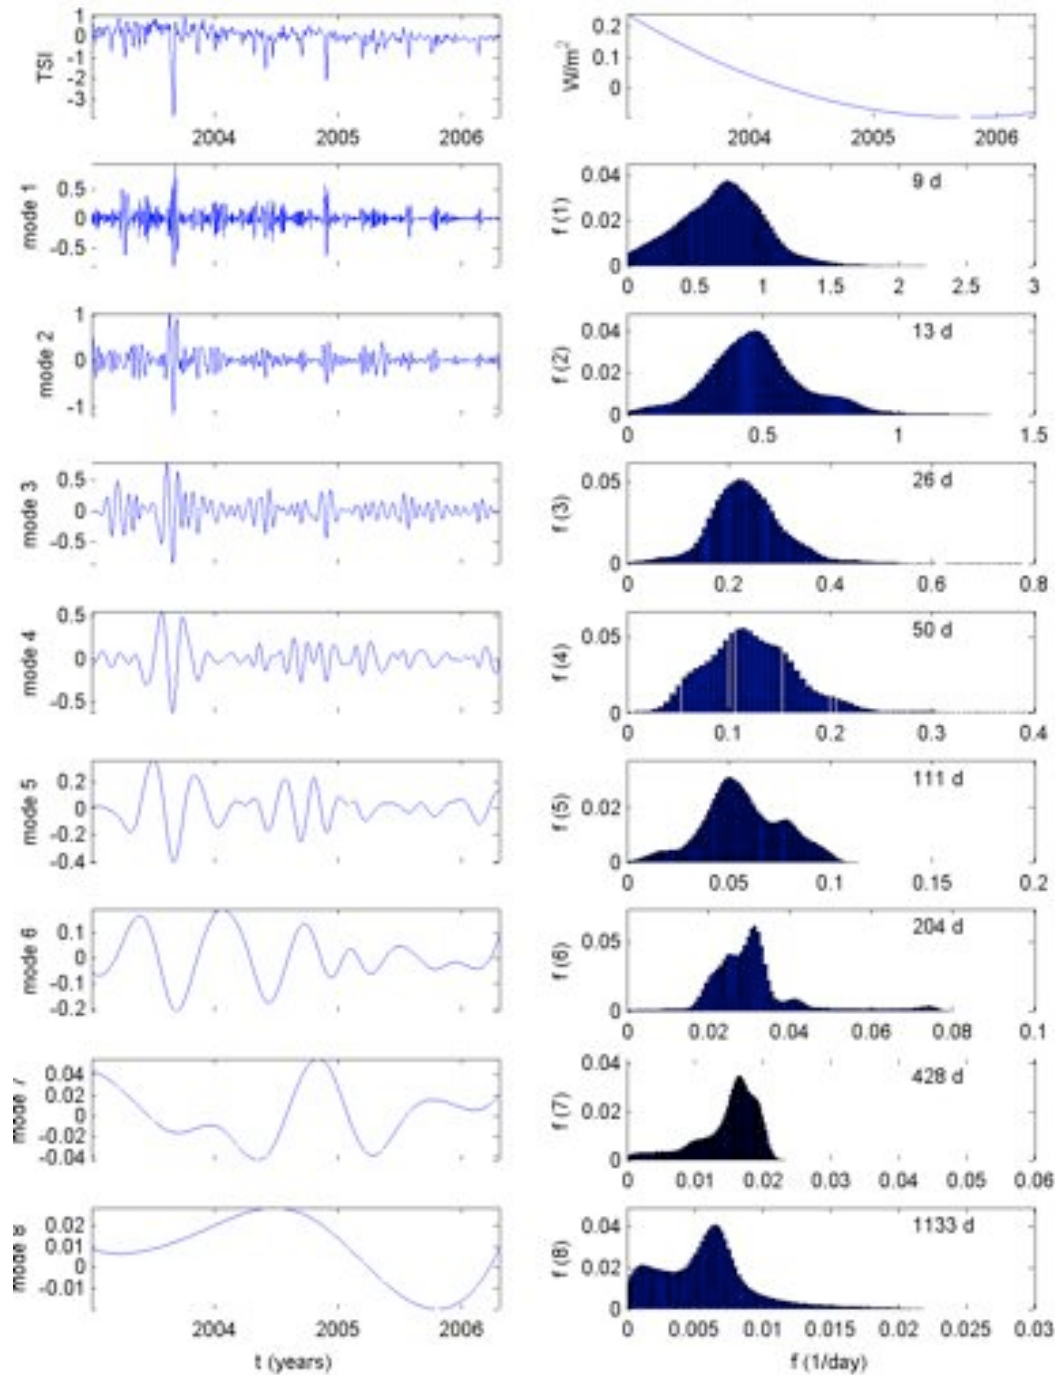 1
0
-1
-2
-3
TSI
2004 2005 2006
0.2
0.1
0
W/m²
2004 2005 2006
0.5
0
-0.5
mode 1
0.04
0.02
0
f (1)
9 d
0 0.5 1 1.5 2 2.5 3
1
0
-1
mode 2
0.04
0.02
0
f (2)
13 d
0 0.5 1 1.5
0.5
0
-0.5
mode 3
0.05
0
f (3)
26 d
0 0.2 0.4 0.6 0.8
0.5
0
-0.5
mode 4
0.05
0
f (4)
50 d
0 0.1 0.2 0.3 0.4
0.2
0
-0.2
-0.4
mode 5
0.02
0
f (5)
111 d
0 0.05 0.1 0.15 0.2
0.1
0
-0.1
-0.2
mode 6
0.05
0
f (6)
204 d
0 0.02 0.04 0.06 0.08 0.1
0.04
0.02
0
-0.02
-0.04
mode 7
0.04
0.02
0
f (7)
428 d
0 0.01 0.02 0.03 0.04 0.05 0.06
0.02
0.01
0
-0.01
mode 8
2004 2005 2006
t (years)
0.04
0.02
0
f (8)
1133 d
0 0.005 0.01 0.015 0.02 0.025 0.03
f (1/day)